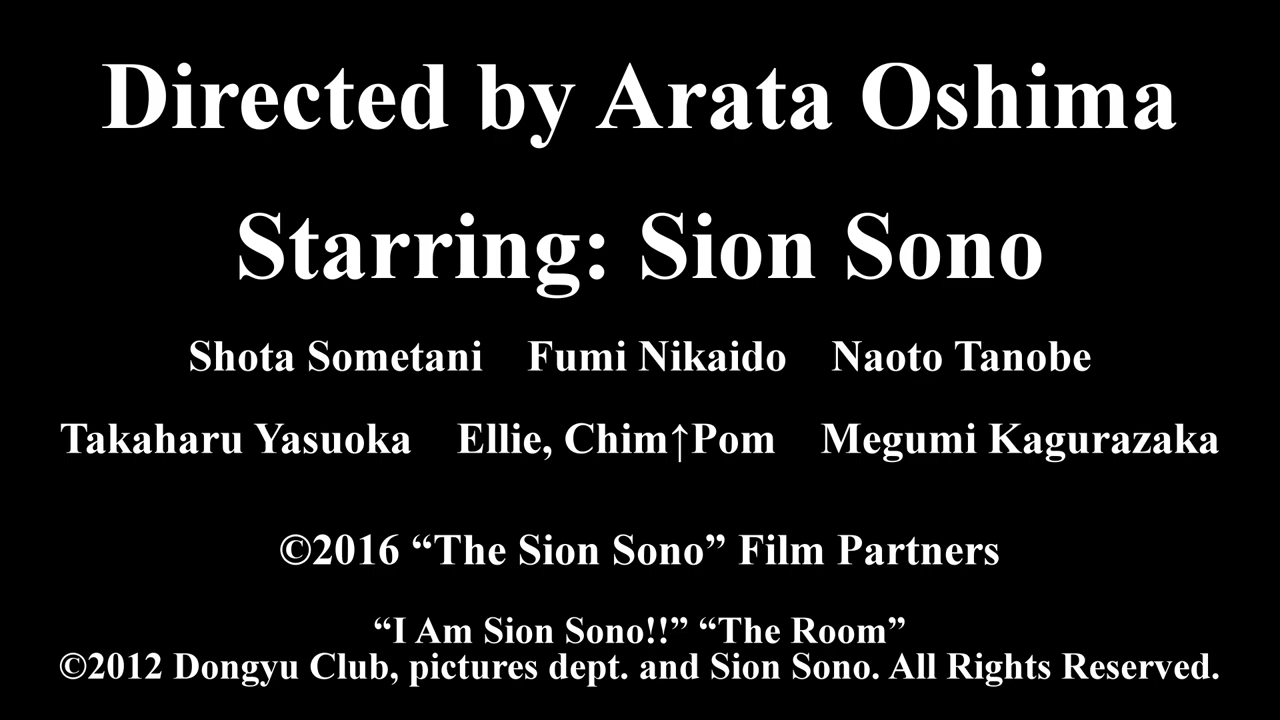 Directed by Arata Oshima
Starring: Sion Sono
Shota Sometani Fumi Nikaido Naoto Tanobe
Takaharu Yasuoka Ellie, Chim↑Pom Megumi Kagurazaka
©2016 “The Sion Sono” Film Partners
“I Am Sion Sono!!” “The Room”
©2012 Dongyu Club, pictures dept. and Sion Sono. All Rights Reserved.